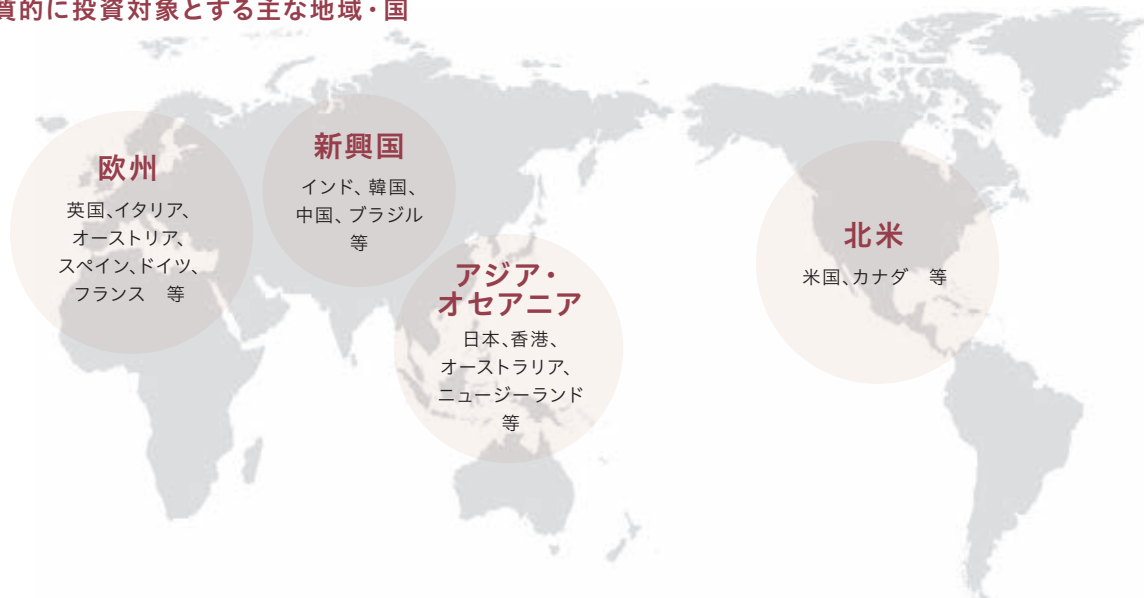 質的に投資対象とする主な地域・国
欧州
英国、イタリア、
オーストリア、
スペイン、ドイツ、
フランス　等
新興国
インド、韓国、
中国、ブラジル
等
アジア・
オセアニア
日本、香港、
オーストラリア、
ニュージーランド
等
北米
米国、カナダ　等